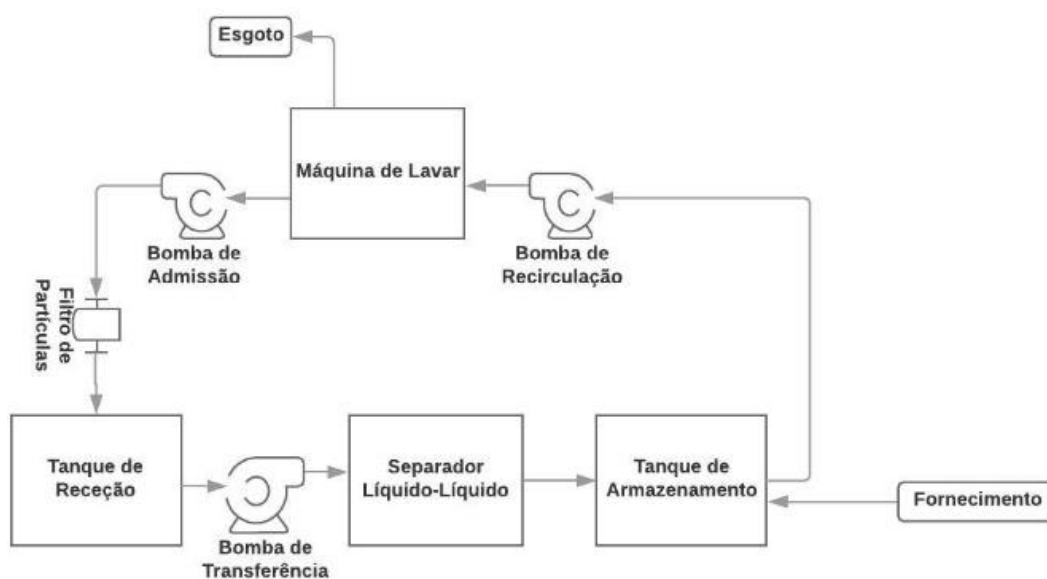 Esgoto
Máquina de Lavar
Bomba de
Admissão
Bomba de
Recirculação
Filtro de
Partículas
Tanque de
Receção
Separador
Líquido-Líquido
Tanque de
Armazenamento
Fornecimento
Bomba de
Transferência